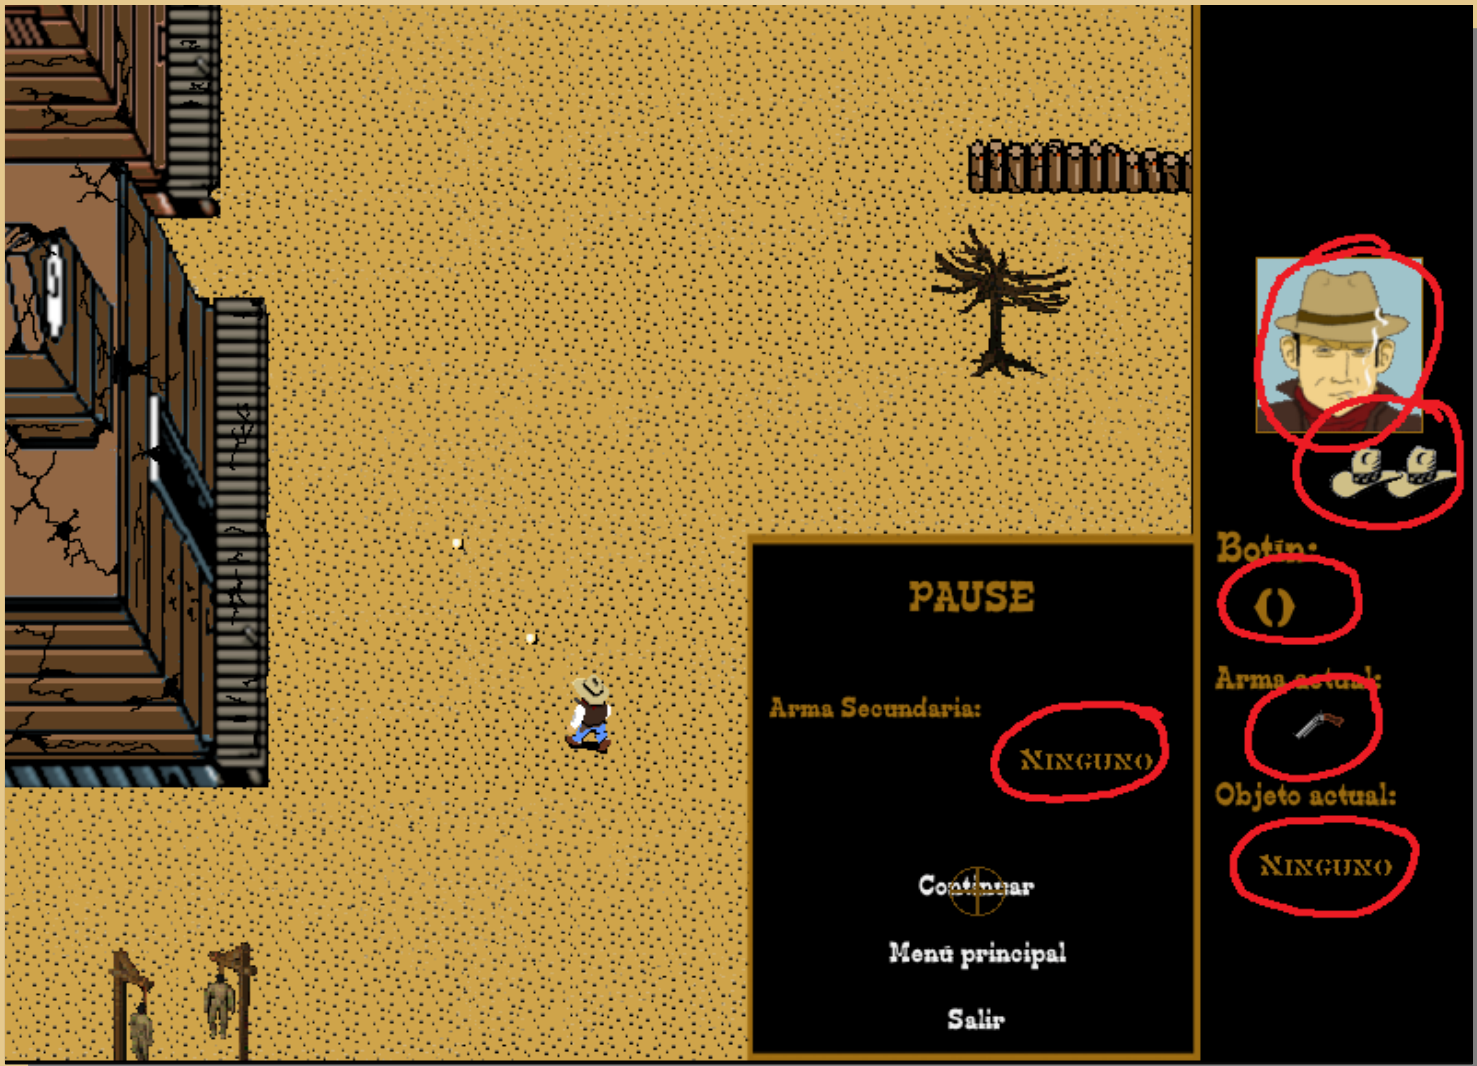 PAUSE
Arma Secundaria:
Ninguno
Continuar
Menú principal
Salir
Botín:
0
Arma actual:
Objeto actual:
Ninguno